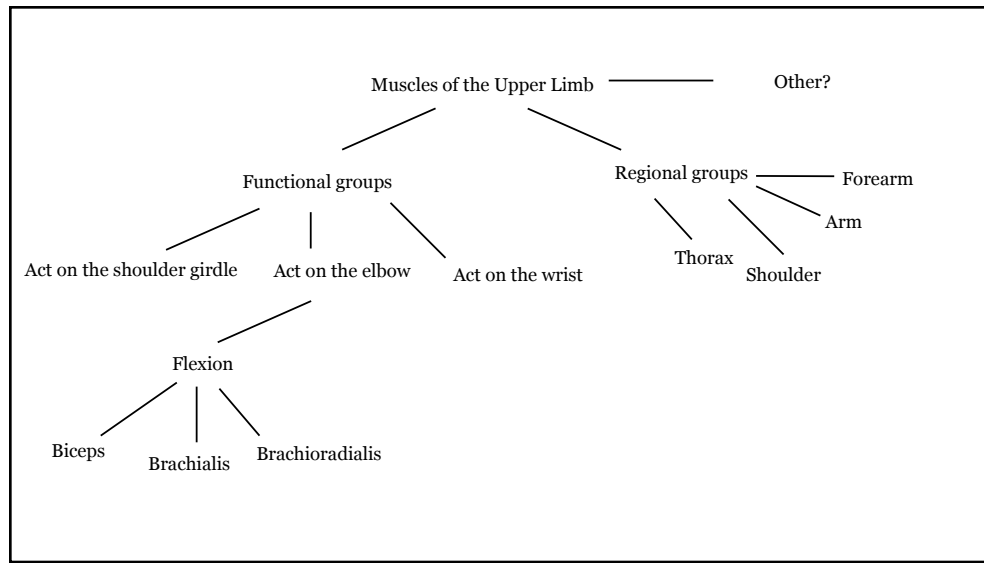 Muscles of the Upper Limb
Other?
Functional groups
Regional groups
Forearm
Arm
Thorax
Shoulder
Act on the shoulder girdle
Act on the elbow
Act on the wrist
Flexion
Biceps
Brachialis
Brachioradialis